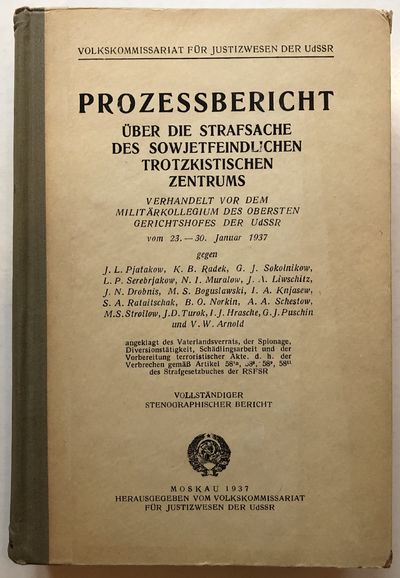 VOLKSKOMMISSARIAT FÜR JUSTIZWESEN DER UdSSR
PROZESSBERICHT
ÜBER DIE STRAFSACHE
DES SOWJETFEINDLICHEN
TROTZKISTISCHEN
ZENTRUMS
VERHANDELT VOR DEM
MILITÄRKOLLEGIUM DES OBERSTEN
GERICHTSHOFES DER UdSSR
vom 23.—30. Januar 1937
gegen
J. L. Pjatakow, K. B. Radek, G. J. Sokolnikow,
L. P. Serebrjakow, N. I. Muralow, J. A. Liwschitz,
J. N. Drobnis, M. S. Boguslawski, I. A. Knjasew,
S. A. Rataitschak, B. O. Norkin, A. A. Schestow,
M. S. Stroilow, J. D. Turok, I. J. Hrasche, G. J. Puschin
und V. W. Arnold
angeklagt des Vaterlandsverrats, der Spionage,
Diversionstätigkeit, Schädlingsarbeit und der
Vorbereitung terroristischer Akte, d. h. der
Verbrechen gemäß Artikel 58¹ᵃ, 58⁹, 58¹¹
des Strafgesetzbuches der RSFSR
VOLLSTÄNDIGER
STENOGRAPHISCHER BERICHT
MOSKAU 1937
HERAUSGEGEBEN VOM VOLKSKOMMISSARIAT
FÜR JUSTIZWESEN DER UdSSR